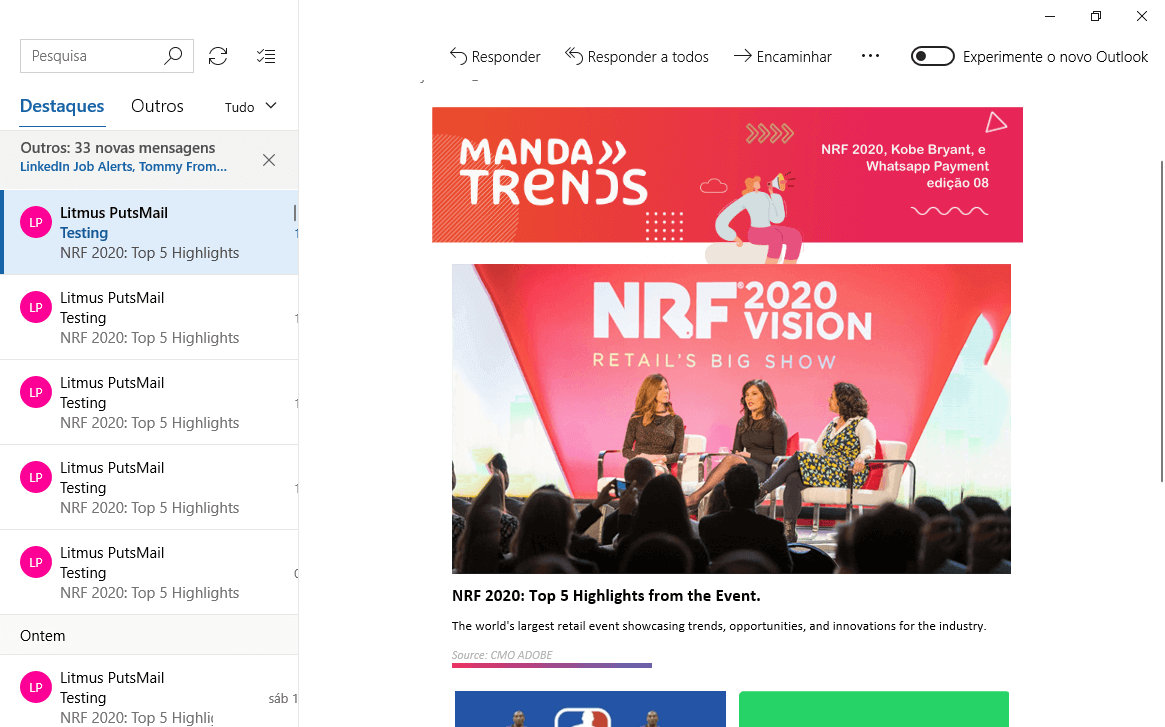 Pesquisa
Destaques
Outros
Tudo
Outros: 33 novas mensagens
LinkedIn Job Alerts, Tommy From...
LP
Litmus PutsMail
Testing
NRF 2020: Top 5 Highlights
LP
Litmus PutsMail
Testing
NRF 2020: Top 5 Highlights
LP
Litmus PutsMail
Testing
NRF 2020: Top 5 Highlights
LP
Litmus PutsMail
Testing
NRF 2020: Top 5 Highlights
LP
Litmus PutsMail
Testing
NRF 2020: Top 5 Highlights
Ontem
LP
Litmus PutsMail
Testing
sáb 1
NRF 2020: Top 5 Highlig
Responder
Responder a todos
Encaminhar
Experimente o novo Outlook
MANDA
TRENDS
NRF 2020, Kobe Bryant, e
Whatsapp Payment
edição 08
NRF® 2020
VISION
RETAIL'S BIG SHOW
NRF 2020: Top 5 Highlights from the Event.
The world's largest retail event showcasing trends, opportunities, and innovations for the industry.
Source: CMO ADOBE